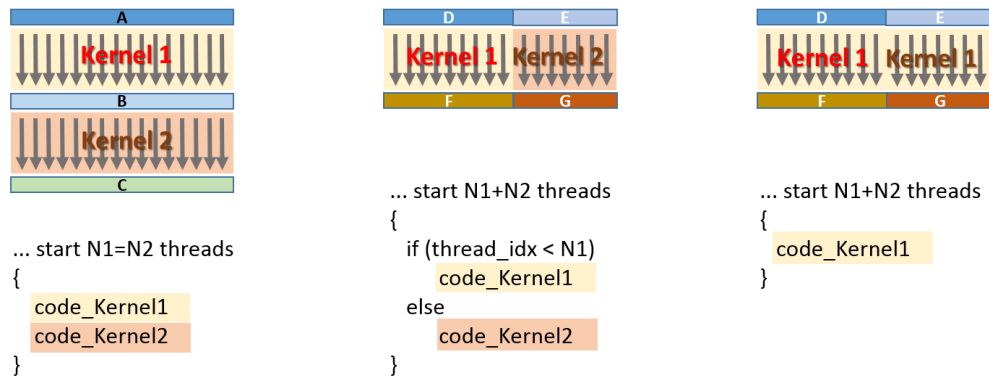 A
Kernel 1
B
Kernel 2
C
... start N1=N2 threads
{
code_Kernel1
code_Kernel2
}
D E
Kernel 1 Kernel 2
F G
... start N1+N2 threads
{
if (thread_idx < N1)
code_Kernel1
else
code_Kernel2
}
D E
Kernel 1 Kernel 1
F G
... start N1+N2 threads
{
code_Kernel1
}